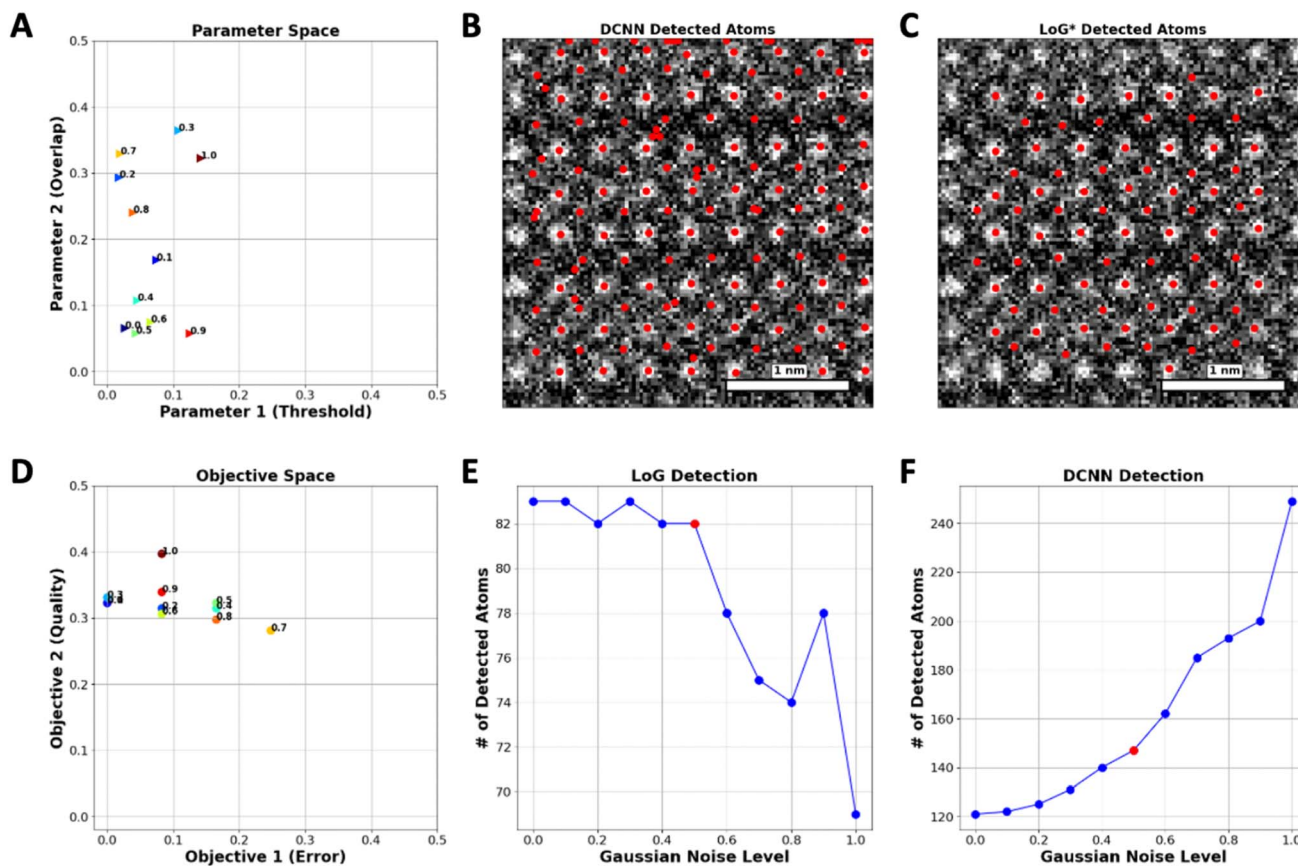 A
Parameter Space
0.5
0.4
0.3
0.2
0.1
0.0
0.3
1.0
0.7
0.2
0.8
0.1
0.4
0.6
0.0
0.5
0.9
0.0 0.1 0.2 0.3 0.4 0.5
Parameter 1 (Threshold)
Parameter 2 (Overlap)
B
DCNN Detected Atoms
1 nm
C
LoG* Detected Atoms
1 nm
D
Objective Space
0.5
0.4
0.3
0.2
0.1
0.0
1.0
0.9
0.3
0.2
0.6
0.5
0.4
0.8
0.7
0.0 0.1 0.2 0.3 0.4 0.5
Objective 1 (Error)
Objective 2 (Quality)
E
LoG Detection
82
80
78
76
74
72
70
0.0 0.2 0.4 0.6 0.8 1.0
Gaussian Noise Level
# of Detected Atoms
F
DCNN Detection
240
220
200
180
160
140
120
0.0 0.2 0.4 0.6 0.8 1.0
Gaussian Noise Level
# of Detected Atoms